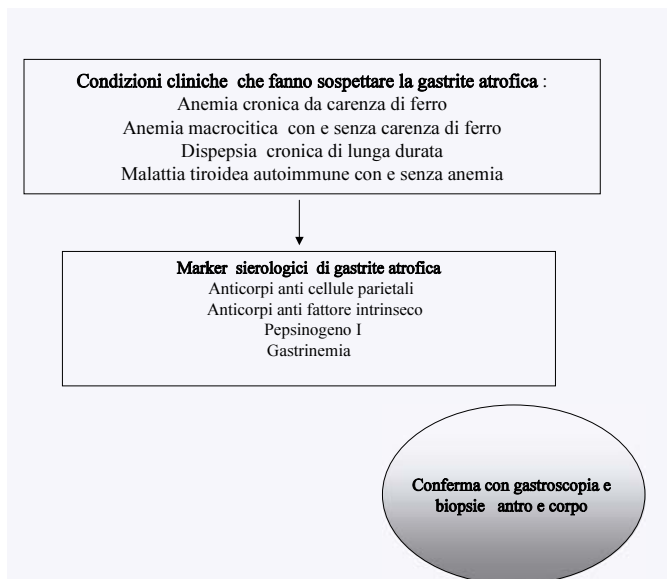 Condizioni cliniche che fanno sospettare la gastrite atrofica :
Anemia cronica da carenza di ferro
Anemia macrocitica con e senza carenza di ferro
Dispepsia cronica di lunga durata
Malattia tiroidea autoimmune con e senza anemia
Marker sierologici di gastrite atrofica
Anticorpi anti cellule parietali
Anticorpi anti fattore intrinseco
Pepsinogeno I
Gastrinemia
Conferma con gastroscopia e
biopsie antro e corpo